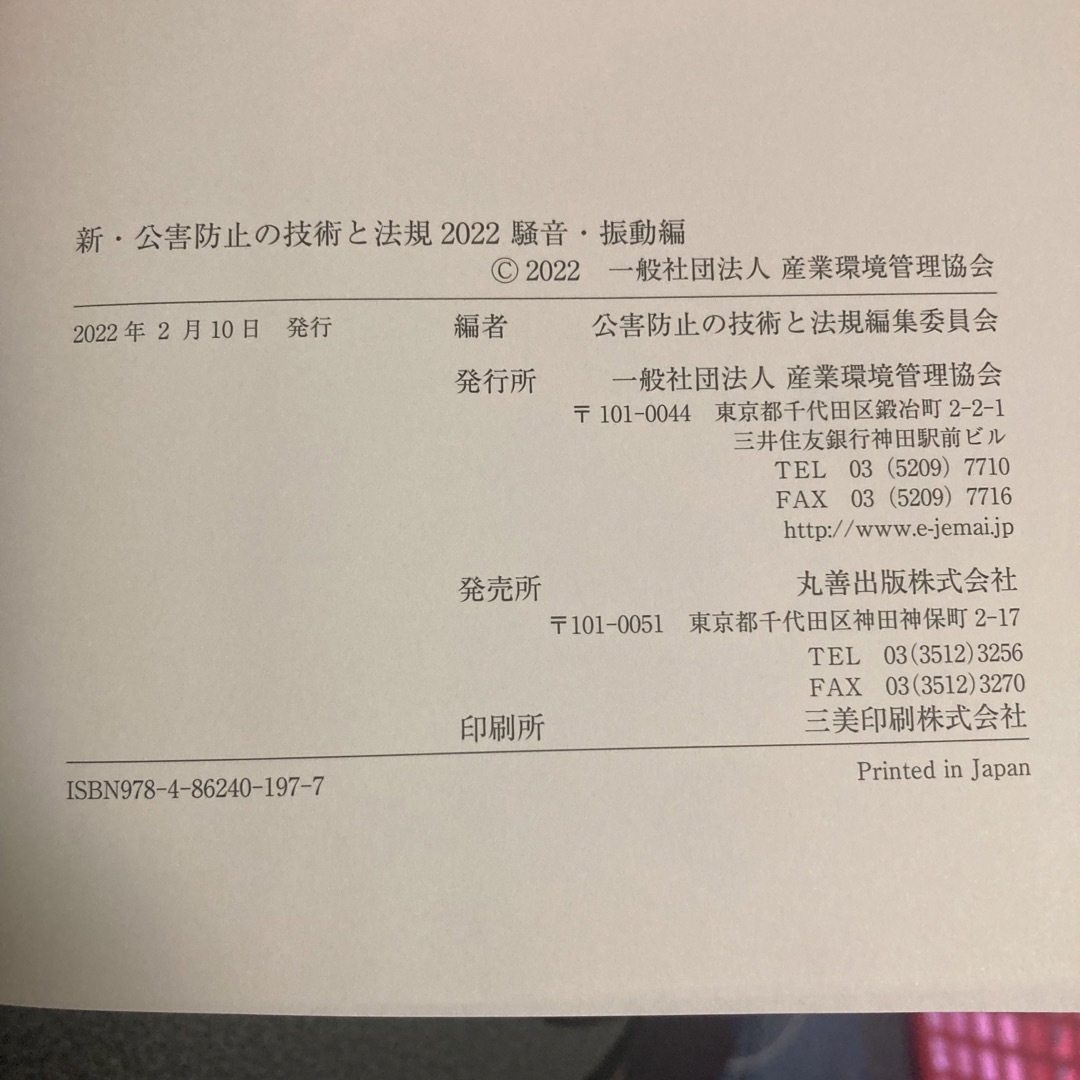 新・公害防止の技術と法規 2022 騒音・振動編
© 2022 一般社団法人 産業環境管理協会
2022 年 2 月 10 日 発行 編者 公害防止の技術と法規編集委員会
発行所 一般社団法人 産業環境管理協会
〒 101-0044 東京都千代田区鍛冶町 2-2-1
三井住友銀行神田駅前ビル
TEL 03 (5209) 7710
FAX 03 (5209) 7716
http://www.e-jemai.jp
発売所 丸善出版株式会社
〒101-0051 東京都千代田区神田神保町 2-17
TEL 03(3512)3256
FAX 03(3512)3270
印刷所 三美印刷株式会社
ISBN978-4-86240-197-7 Printed in Japan